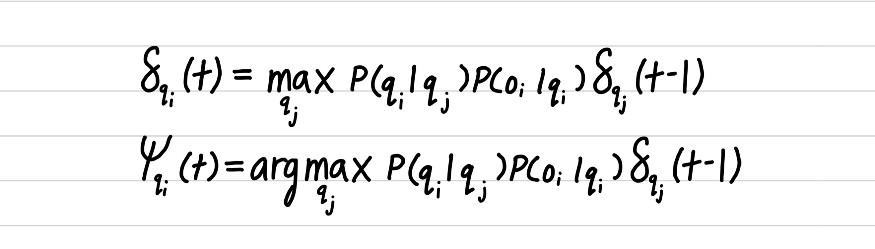 δ_{q_i}(t) = max_{q_j} P(q_i|q_j)P(o_i|q_i)δ_{q_j}(t-1)
Ψ_{q_i}(t) = argmax_{q_j} P(q_i|q_j)P(o_i|q_i)δ_{q_j}(t-1)